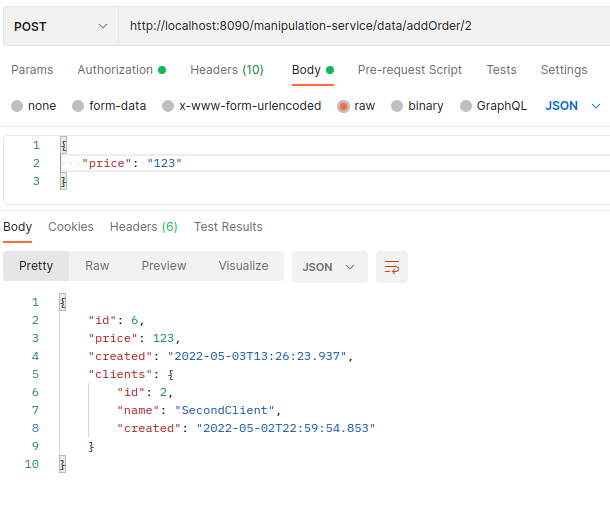 POST http://localhost:8090/manipulation-service/data/addOrder/2
Params Authorization Headers (10) Body Pre-request Script Tests Settings
none form-data x-www-form-urlencoded raw binary GraphQL JSON
1 {
2 "price": "123"
3 }
Body Cookies Headers (6) Test Results
Pretty Raw Preview Visualize JSON
1 {
2 "id": 6,
3 "price": 123,
4 "created": "2022-05-03T13:26:23.937",
5 "clients": {
6 "id": 2,
7 "name": "SecondClient",
8 "created": "2022-05-02T22:59:54.853"
9 }
10 }